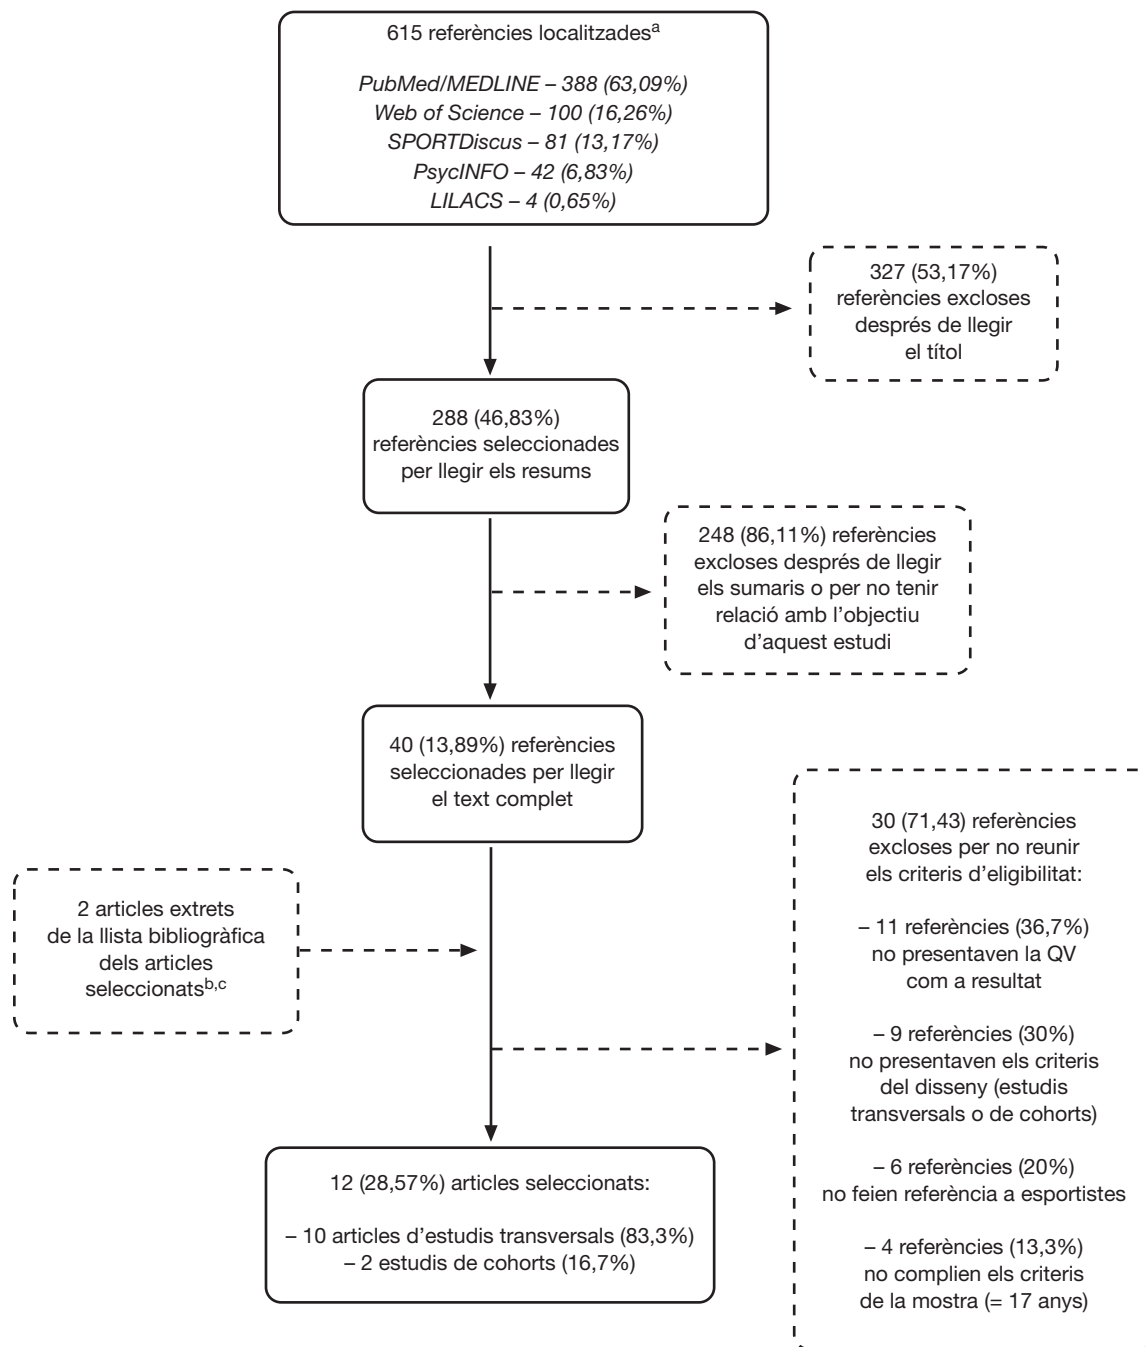 615 referències localitzadesᵃ
PubMed/MEDLINE – 388 (63,09%)
Web of Science – 100 (16,26%)
SPORTDiscus – 81 (13,17%)
PsycINFO – 42 (6,83%)
LILACS – 4 (0,65%)
327 (53,17%)
referències excloses
després de llegir
el títol
288 (46,83%)
referències seleccionades
per llegir els resums
248 (86,11%) referències
excloses després de llegir
els sumaris o per no tenir
relació amb l’objectiu
d’aquest estudi
40 (13,89%) referències
seleccionades per llegir
el text complet
2 articles extrets
de la llista bibliogràfica
dels articles
seleccionatsᵇ,ᶜ
30 (71,43) referències
excloses per no reunir
els criteris d’eligibilitat:
– 11 referències (36,7%)
no presentaven la QV
com a resultat
– 9 referències (30%)
no presentaven els criteris
del disseny (estudis
transversals o de cohorts)
– 6 referències (20%)
no feien referència a esportistes
– 4 referències (13,3%)
no complien els criteris
de la mostra (= 17 anys)
12 (28,57%) articles seleccionats:
– 10 articles d’estudis transversals (83,3%)
– 2 estudis de cohorts (16,7%)